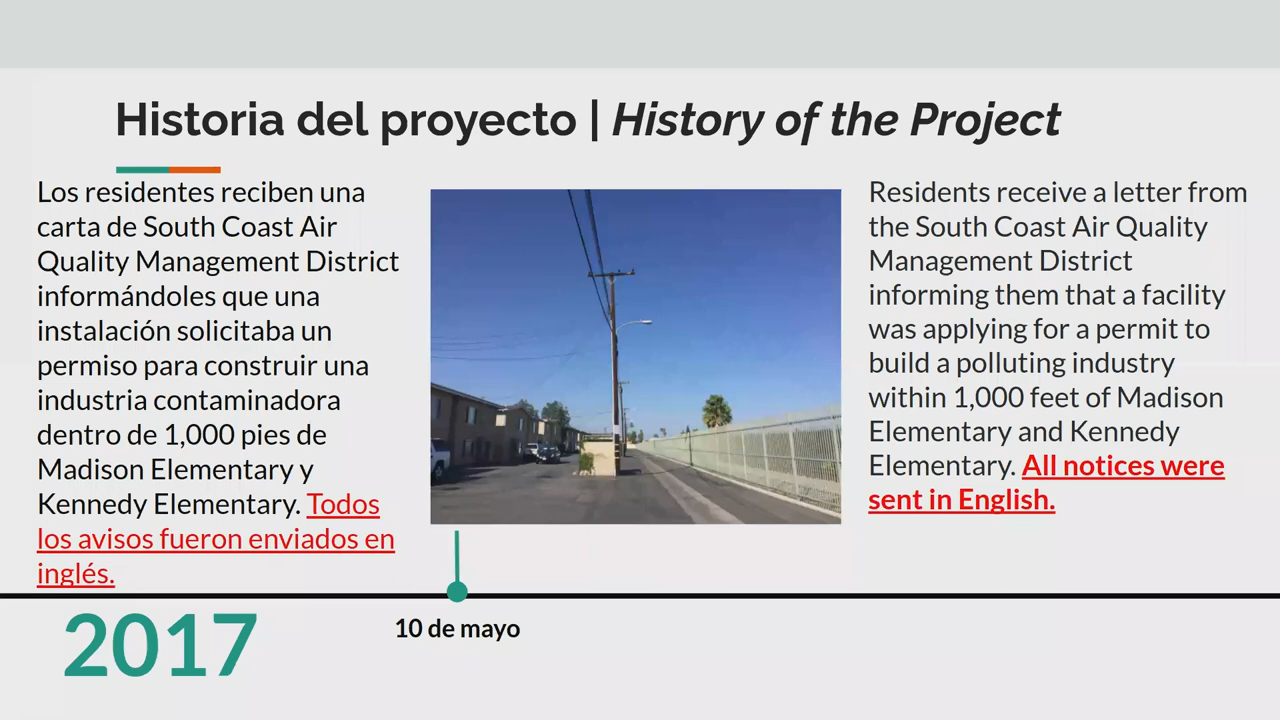 Historia del proyecto | History of the Project
Los residentes reciben una
carta de South Coast Air
Quality Management District
informándoles que una
instalación solicitaba un
permiso para construir una
industria contaminadora
dentro de 1,000 pies de
Madison Elementary y
Kennedy Elementary. Todos
los avisos fueron enviados en
inglés.
Residents receive a letter from
the South Coast Air Quality
Management District
informing them that a facility
was applying for a permit to
build a polluting industry
within 1,000 feet of Madison
Elementary and Kennedy
Elementary. All notices were
sent in English.
2017
10 de mayo